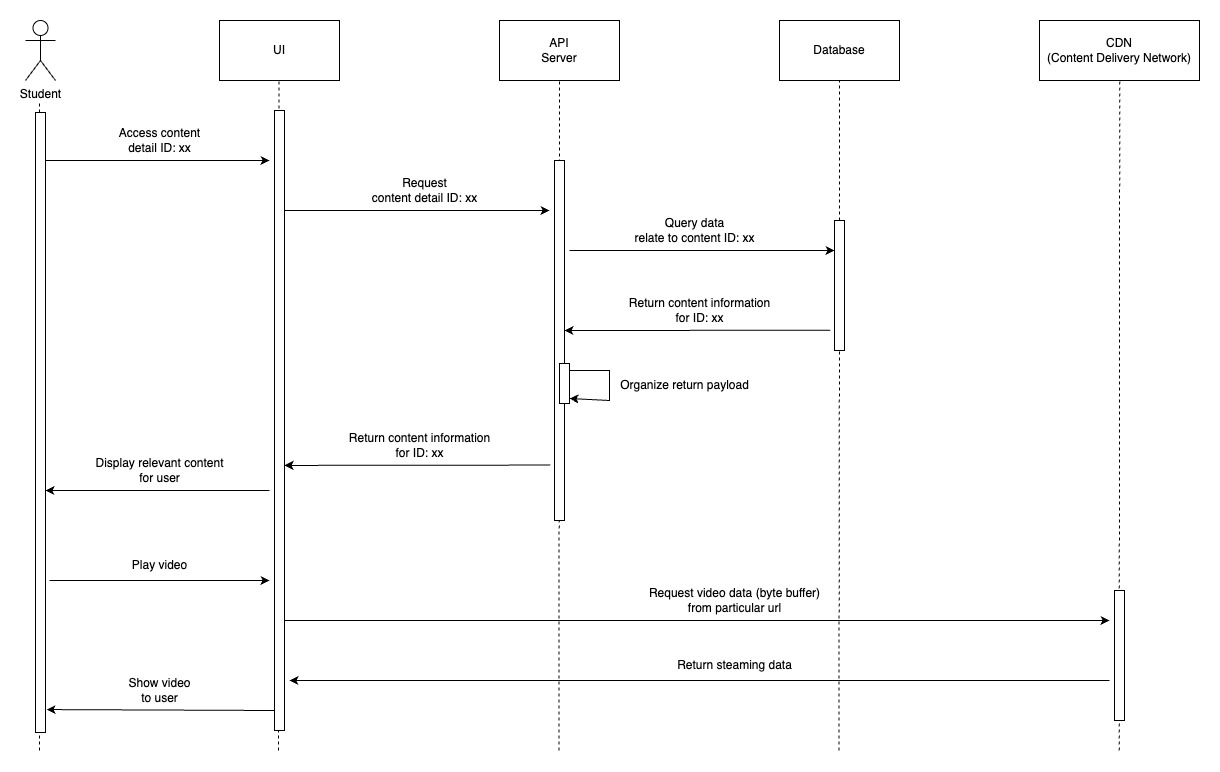 Student
UI
API
Server
Database
CDN
(Content Delivery Network)
Access content
detail ID: xx
Request
content detail ID: xx
Query data
relate to content ID: xx
Return content information
for ID: xx
Organize return payload
Return content information
for ID: xx
Display relevant content
for user
Play video
Request video data (byte buffer)
from particular url
Return steaming data
Show video
to user